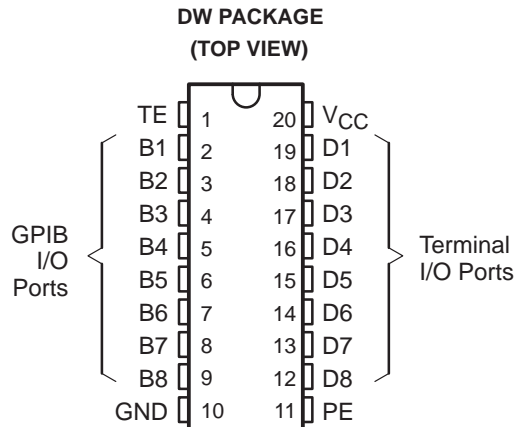 DW PACKAGE
(TOP VIEW)
TE 1 20 VCC
B1 2 19 D1
B2 3 18 D2
B3 4 17 D3
B4 5 16 D4
B5 6 15 D5
B6 7 14 D6
B7 8 13 D7
B8 9 12 D8
GND 10 11 PE
GPIB
I/O
Ports
Terminal
I/O Ports